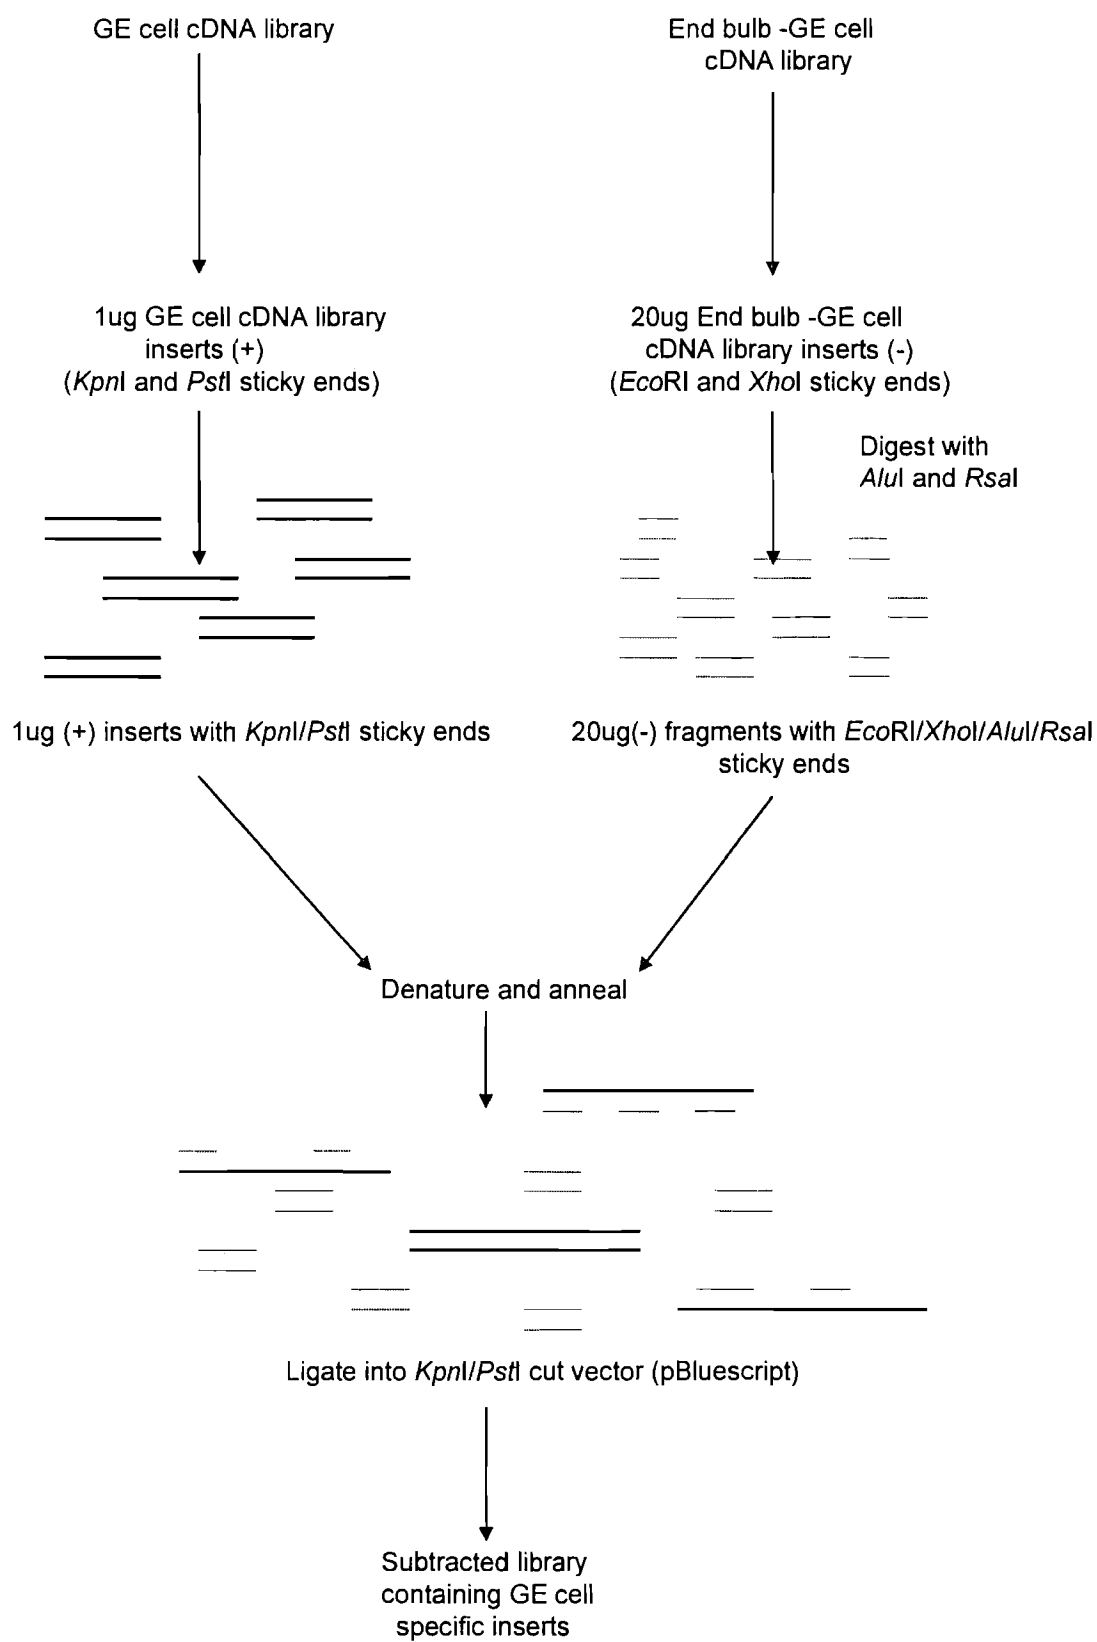 GE cell cDNA library
End bulb -GE cell
cDNA library
1ug GE cell cDNA library
inserts (+)
(KpnI and PstI sticky ends)
20ug End bulb -GE cell
cDNA library inserts (-)
(EcoRI and XhoI sticky ends)
Digest with
AluI and RsaI
1ug (+) inserts with KpnI/PstI sticky ends
20ug(-) fragments with EcoRI/XhoI/AluI/RsaI
sticky ends
Denature and anneal
Ligate into KpnI/PstI cut vector (pBluescript)
Subtracted library
containing GE cell
specific inserts